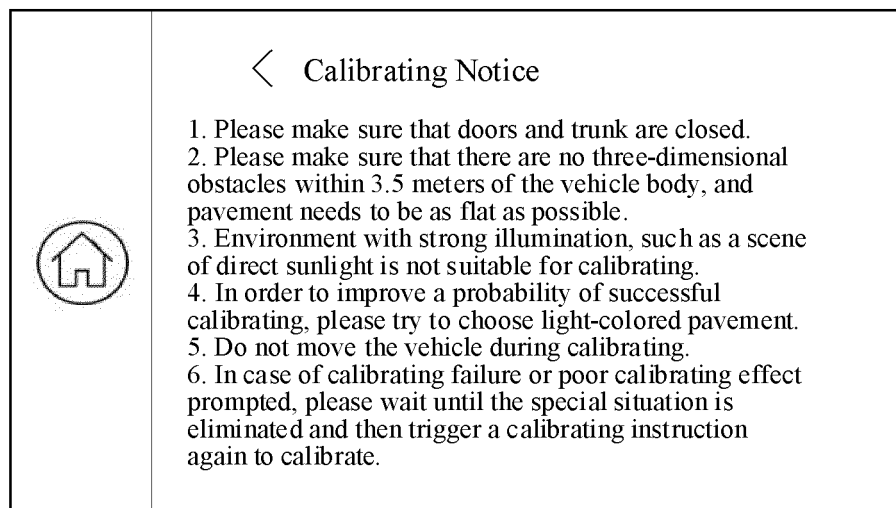 Calibrating Notice
1. Please make sure that doors and trunk are closed.
2. Please make sure that there are no three-dimensional
obstacles within 3.5 meters of the vehicle body, and
pavement needs to be as flat as possible.
3. Environment with strong illumination, such as a scene
of direct sunlight is not suitable for calibrating.
4. In order to improve a probability of successful
calibrating, please try to choose light-colored pavement.
5. Do not move the vehicle during calibrating.
6. In case of calibrating failure or poor calibrating effect
prompted, please wait until the special situation is
eliminated and then trigger a calibrating instruction
again to calibrate.